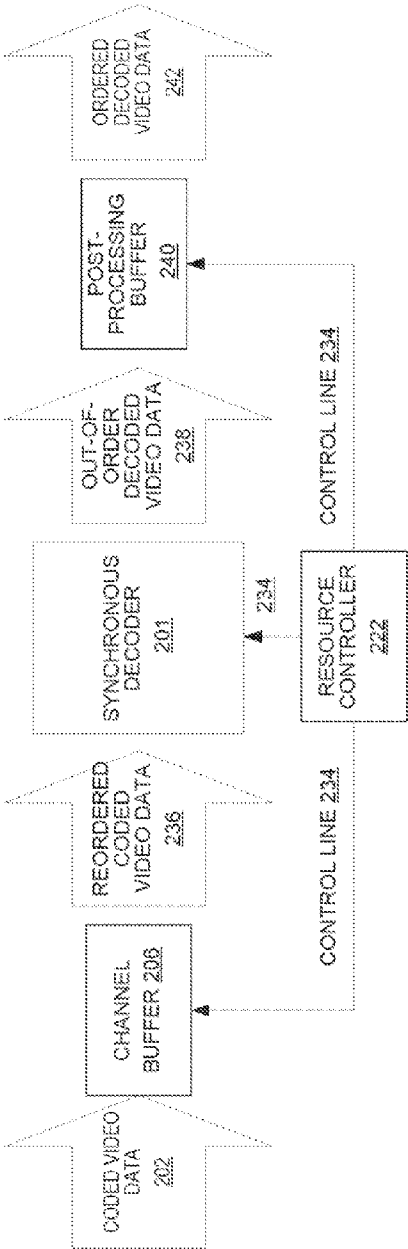 CODED VIDEO
DATA
202
CHANNEL
BUFFER 206
REORDERED
CODED
VIDEO DATA
236
SYNCHRONOUS
DECODER
201
OUT-OF-
ORDER
DECODED
VIDEO DATA
238
POST-
PROCESSING
BUFFER
240
ORDERED
DECODED
VIDEO DATA
242
CONTROL LINE 234
234
RESOURCE
CONTROLLER
222
CONTROL LINE 234